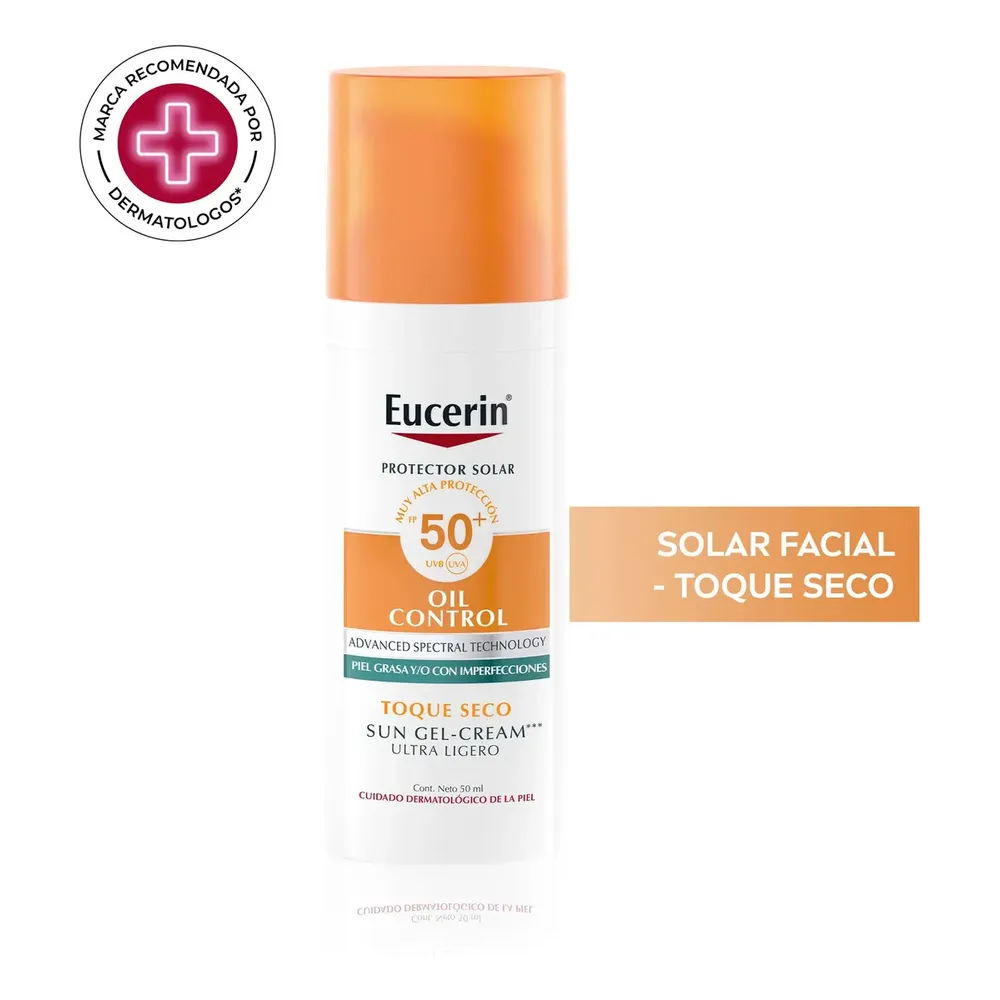 MARCA RECOMENDADA POR
DERMATOLOGOS*
Eucerin®
PROTECTOR SOLAR
MUY ALTA PROTECCIÓN
FP 50+
UVB UVA
OIL
CONTROL
ADVANCED SPECTRAL TECHNOLOGY
PIEL GRASA Y/O CON IMPERFECCIONES
TOQUE SECO
SUN GEL-CREAM***
ULTRA LIGERO
Cont. Neto 50 ml
CUIDADO DERMATOLÓGICO DE LA PIEL
SOLAR FACIAL
- TOQUE SECO